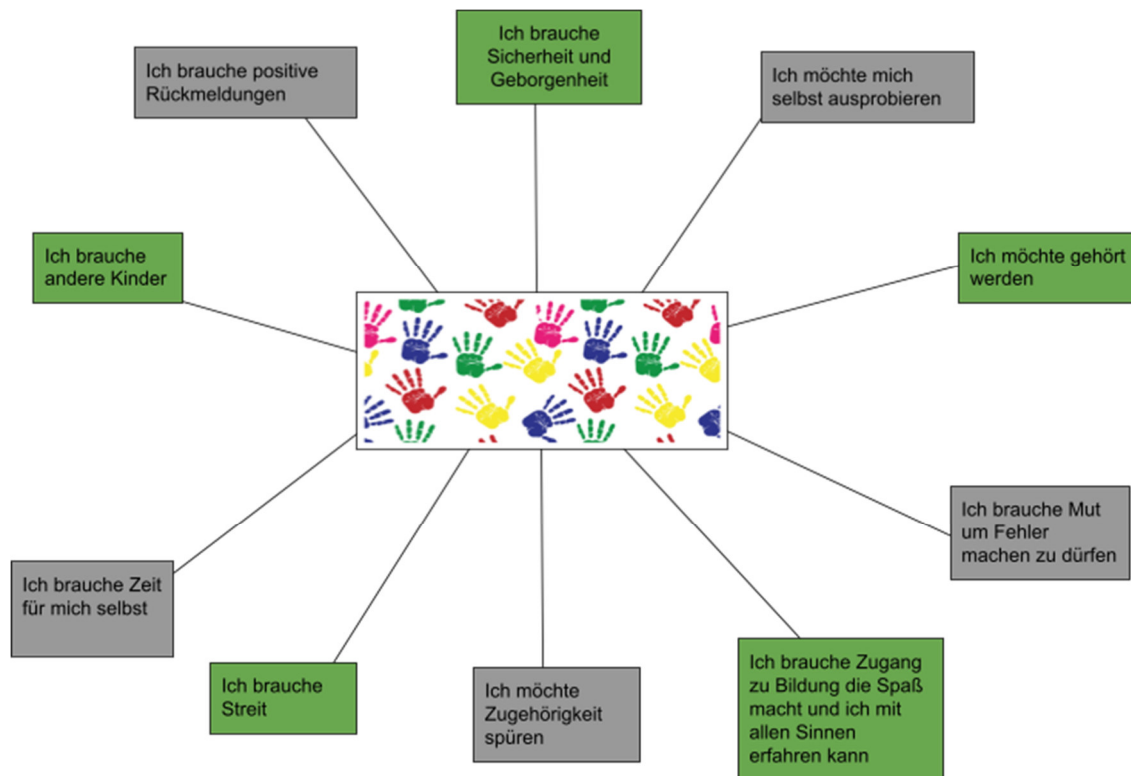 Ich brauche
Sicherheit und
Geborgenheit
Ich brauche positive
Rückmeldungen
Ich möchte mich
selbst ausprobieren
Ich brauche
andere Kinder
Ich möchte gehört
werden
Ich brauche Mut
um Fehler
machen zu dürfen
Ich brauche Zeit
für mich selbst
Ich brauche
Streit
Ich möchte
Zugehörigkeit
spüren
Ich brauche Zugang
zu Bildung die Spaß
macht und ich mit
allen Sinnen
erfahren kann